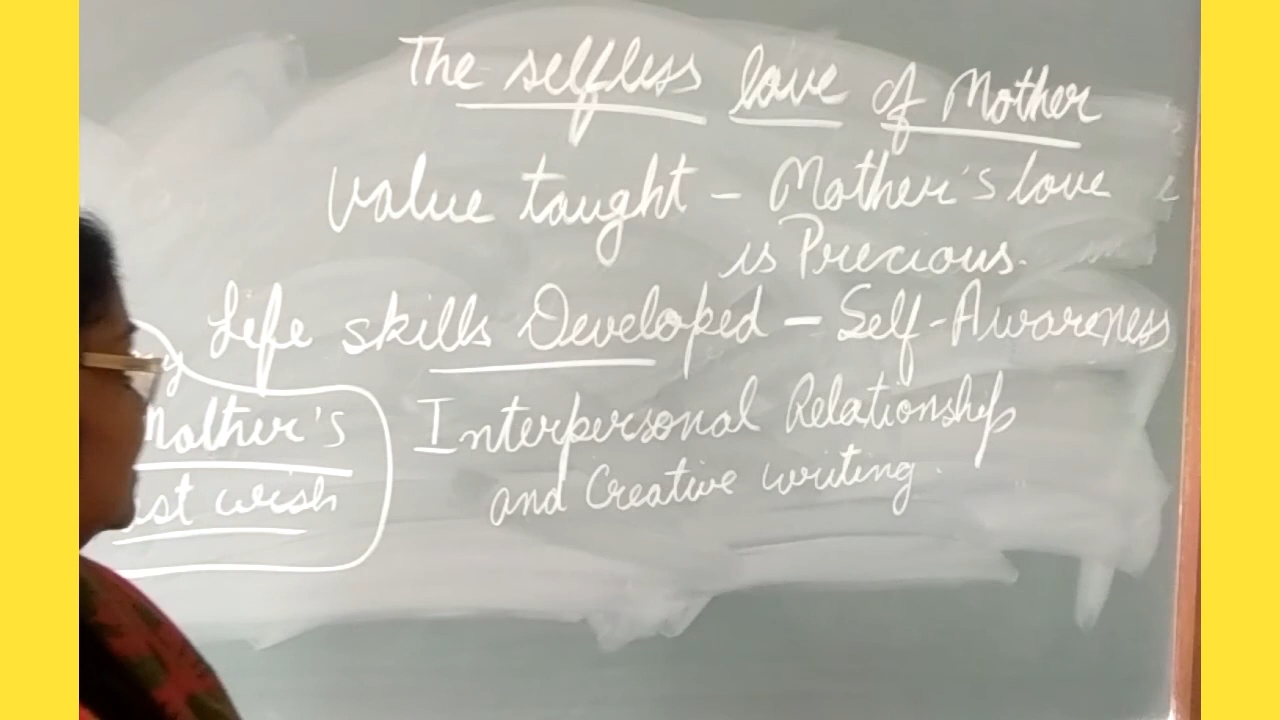 The selfless love of Mother
Value taught - Mother's love
is Precious.
Life skills Developed - Self-Awareness
Interpersonal Relationship
and Creative writing.
Mother's
wish